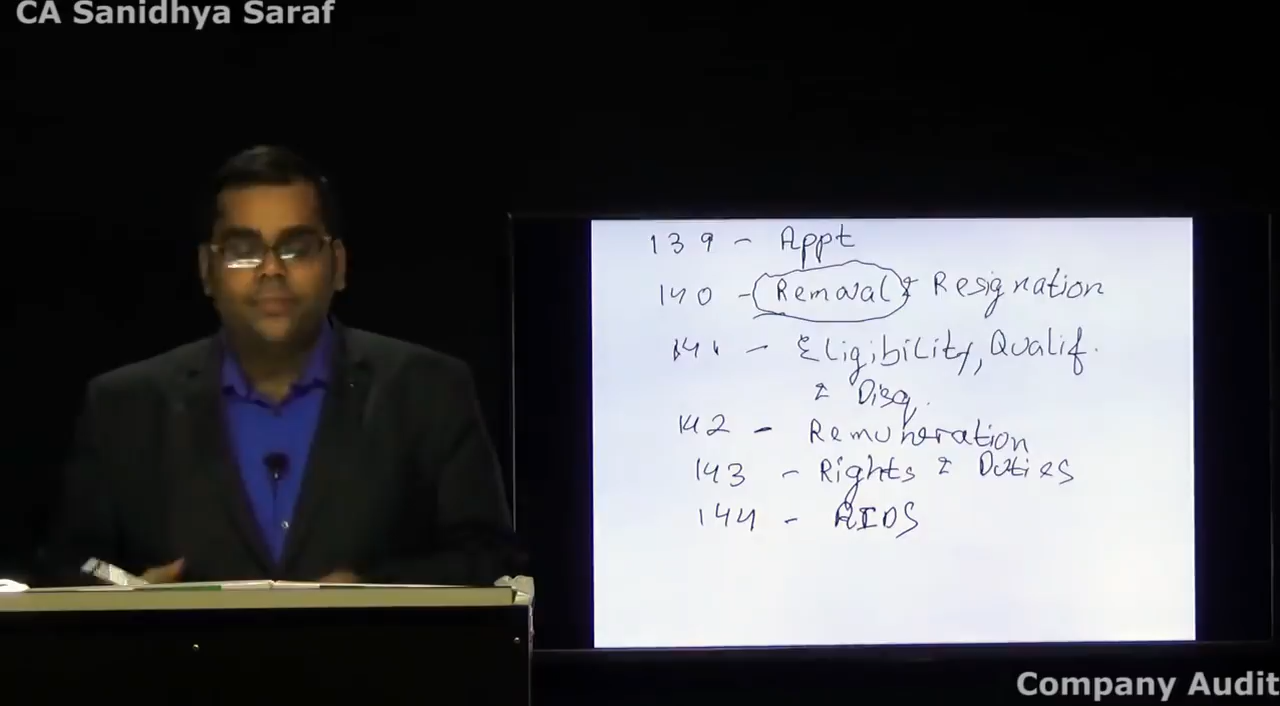 CA Sanidhya Saraf
139 - Appt
140 - Removal & Resignation
141 - Eligibility, Qualif.
& Disq.
142 - Remuneration
143 - Rights & Duties
144 - AIDS
Company Audit